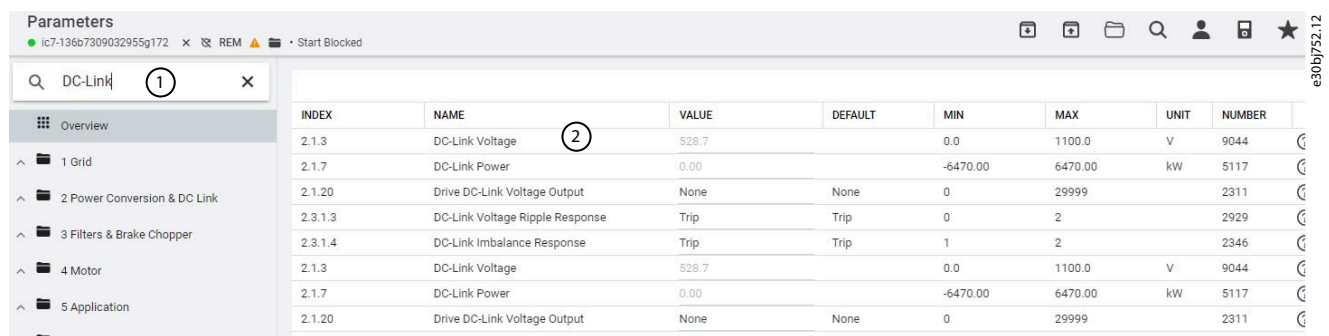 Parameters
ic7-136b7309032955g172 REM • Start Blocked
DC-Link 1
Overview
1 Grid
2 Power Conversion & DC Link
3 Filters & Brake Chopper
4 Motor
5 Application
INDEX NAME VALUE DEFAULT MIN MAX UNIT NUMBER
2.1.3 DC-Link Voltage 2 528.7 0.0 1100.0 V 9044
2.1.7 DC-Link Power 0.00 -6470.00 6470.00 kW 5117
2.1.20 Drive DC-Link Voltage Output None None 0 29999 2311
2.3.1.3 DC-Link Voltage Ripple Response Trip Trip 0 2 2929
2.3.1.4 DC-Link Imbalance Response Trip Trip 1 2 2346
2.1.3 DC-Link Voltage 528.7 0.0 1100.0 V 9044
2.1.7 DC-Link Power 0.00 -6470.00 6470.00 kW 5117
2.1.20 Drive DC-Link Voltage Output None None 0 29999 2311
e30bj752.12